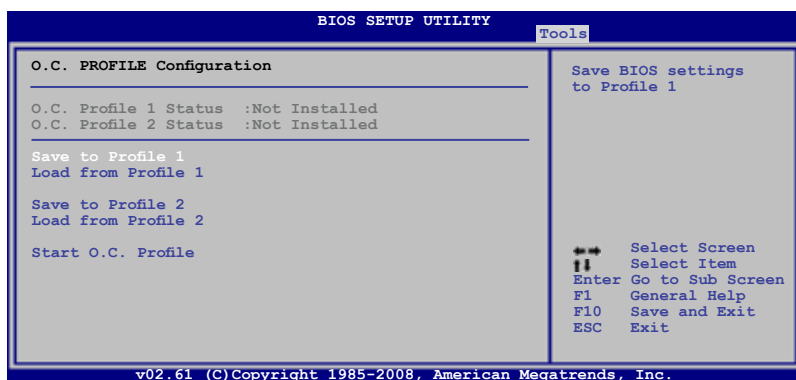 BIOS SETUP UTILITY
Tools
O.C. PROFILE Configuration
O.C. Profile 1 Status :Not Installed
O.C. Profile 2 Status :Not Installed
Save to Profile 1
Load from Profile 1
Save to Profile 2
Load from Profile 2
Start O.C. Profile
Save BIOS settings
to Profile 1
Select Screen
Select Item
Enter Go to Sub Screen
F1 General Help
F10 Save and Exit
ESC Exit
v02.61 (C)Copyright 1985-2008, American Megatrends, Inc.